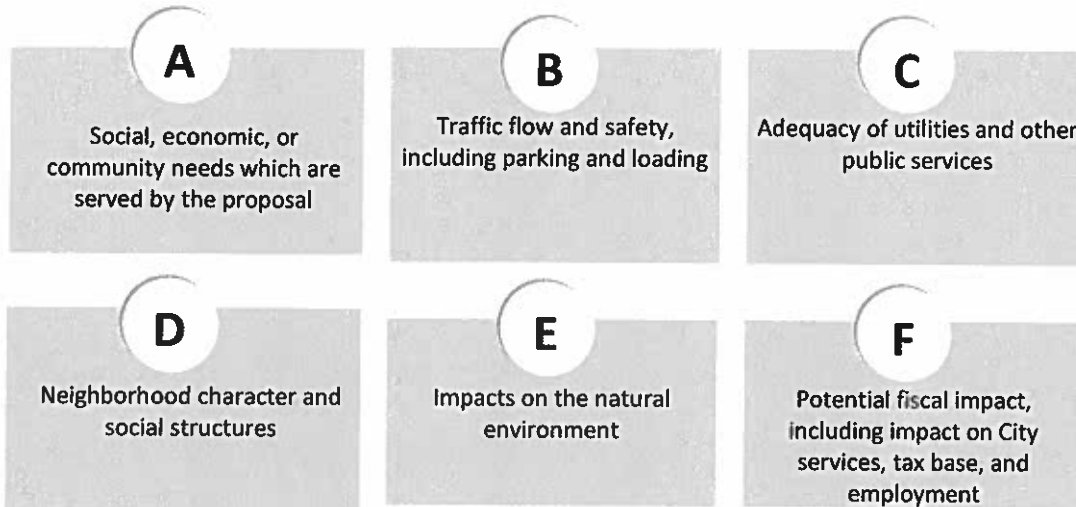 A
Social, economic, or
community needs which are
served by the proposal
B
Traffic flow and safety,
including parking and loading
C
Adequacy of utilities and other
public services
D
Neighborhood character and
social structures
E
Impacts on the natural
environment
F
Potential fiscal impact,
including impact on City
services, tax base, and
employment